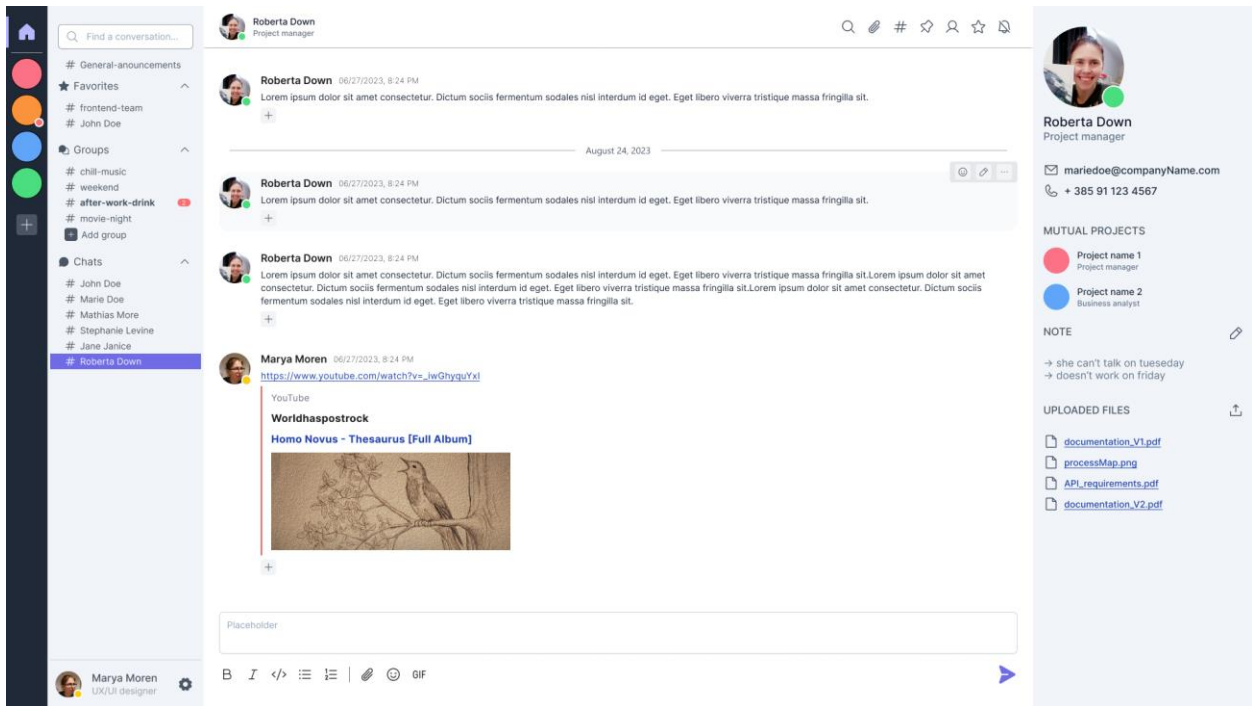 Find a conversation...
# General-anouncements
Favorites
# frontend-team
# John Doe
Groups
# chill-music
# weekend
# after-work-drink 2
# movie-night
Add group
Chats
# John Doe
# Marie Doe
# Mathias More
# Stephanie Levine
# Jane Janice
# Roberta Down
Marya Moren
UX/UI designer
Roberta Down
Project manager
Roberta Down 06/27/2023, 8:24 PM
Lorem ipsum dolor sit amet consectetur. Dictum sociis fermentum sodales nisl interdum id eget. Eget libero viverra tristique massa fringilla sit.
August 24, 2023
Roberta Down 06/27/2023, 8:24 PM
Lorem ipsum dolor sit amet consectetur. Dictum sociis fermentum sodales nisl interdum id eget. Eget libero viverra tristique massa fringilla sit.
Roberta Down 06/27/2023, 8:24 PM
Lorem ipsum dolor sit amet consectetur. Dictum sociis fermentum sodales nisl interdum id eget. Eget libero viverra tristique massa fringilla sit.Lorem ipsum dolor sit amet
consectetur. Dictum sociis fermentum sodales nisl interdum id eget. Eget libero viverra tristique massa fringilla sit.Lorem ipsum dolor sit amet consectetur. Dictum sociis
fermentum sodales nisl interdum id eget. Eget libero viverra tristique massa fringilla sit.
Marya Moren 06/27/2023, 8:24 PM
https://www.youtube.com/watch?v=_iwGhyquYxI
YouTube
Worldhaspostrock
Homo Novus - Thesaurus [Full Album]
Placeholder
B I </> GIF
Roberta Down
Project manager
mariedoe@companyName.com
+ 385 91 123 4567
MUTUAL PROJECTS
Project name 1
Project manager
Project name 2
Business analyst
NOTE
→ she can't talk on tueseday
→ doesn't work on friday
UPLOADED FILES
documentation_V1.pdf
processMap.png
API_requirements.pdf
documentation_V2.pdf